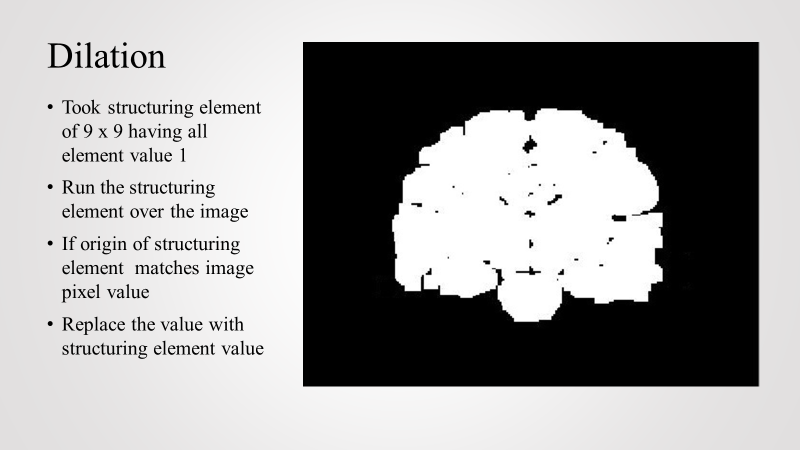 Dilation
• Took structuring element
of 9 x 9 having all
element value 1
• Run the structuring
element over the image
• If origin of structuring
element  matches image
pixel value
• Replace the value with
structuring element value